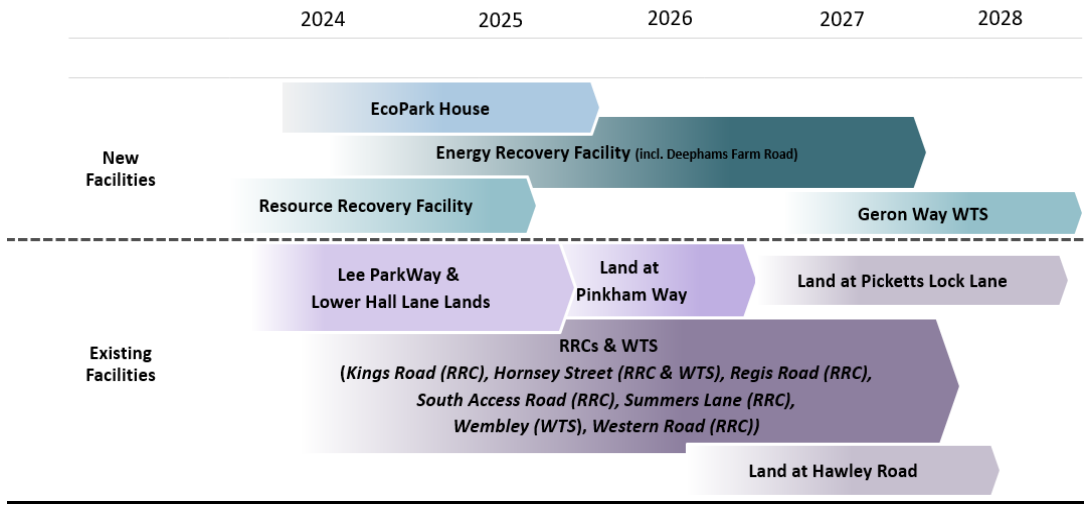 2024 2025 2026 2027 2028
EcoPark House
Energy Recovery Facility (incl. Deephams Farm Road)
New
Facilities
Resource Recovery Facility
Geron Way WTS
Lee ParkWay &
Lower Hall Lane Lands
Land at
Pinkham Way
Land at Picketts Lock Lane
Existing
Facilities
RRCs & WTS
(Kings Road (RRC), Hornsey Street (RRC & WTS), Regis Road (RRC),
South Access Road (RRC), Summers Lane (RRC),
Wembley (WTS), Western Road (RRC))
Land at Hawley Road